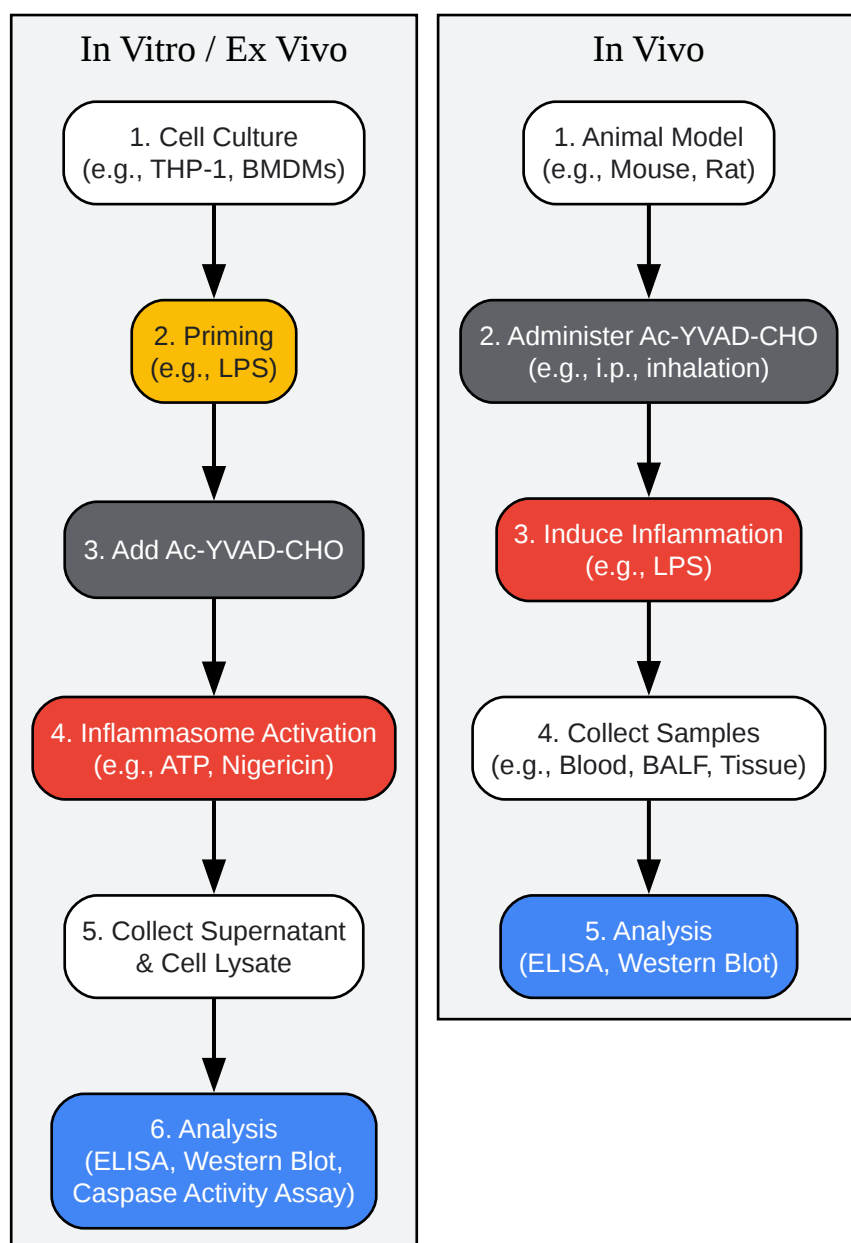 In Vitro / Ex Vivo
1. Cell Culture
(e.g., THP-1, BMDMs)
2. Priming
(e.g., LPS)
3. Add Ac-YVAD-CHO
4. Inflammasome Activation
(e.g., ATP, Nigericin)
5. Collect Supernatant
& Cell Lysate
6. Analysis
(ELISA, Western Blot,
Caspase Activity Assay)
In Vivo
1. Animal Model
(e.g., Mouse, Rat)
2. Administer Ac-YVAD-CHO
(e.g., i.p., inhalation)
3. Induce Inflammation
(e.g., LPS)
4. Collect Samples
(e.g., Blood, BALF, Tissue)
5. Analysis
(ELISA, Western Blot)